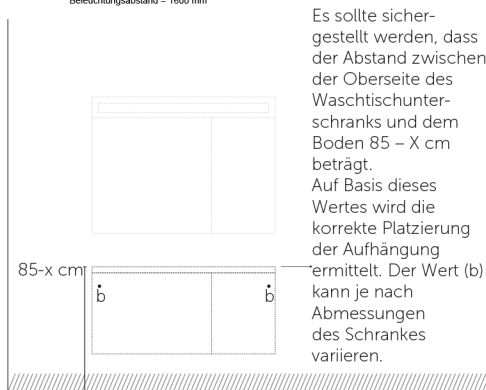 Beleuchtungsabstand = 1600 mm
Es sollte sicher-
gestellt werden, dass
der Abstand zwischen
der Oberseite des
Waschtischunter-
schranks und dem
Boden 85 – X cm
beträgt.
Auf Basis dieses
Wertes wird die
korrekte Platzierung
der Aufhängung
ermittelt. Der Wert (b)
kann je nach
Abmessungen
des Schrankes
variieren.
85-x cm
b
b